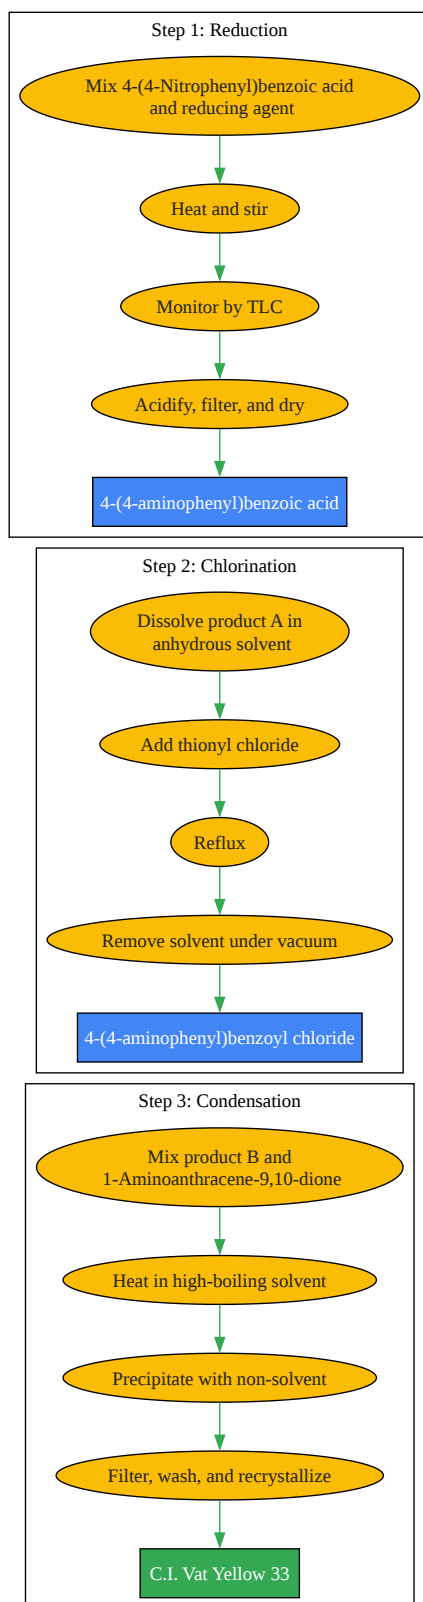 Step 1: Reduction
Mix 4-(4-Nitrophenyl)benzoic acid
and reducing agent
Heat and stir
Monitor by TLC
Acidify, filter, and dry
4-(4-aminophenyl)benzoic acid
Step 2: Chlorination
Dissolve product A in
anhydrous solvent
Add thionyl chloride
Reflux
Remove solvent under vacuum
4-(4-aminophenyl)benzoyl chloride
Step 3: Condensation
Mix product B and
1-Aminoanthracene-9,10-dione
Heat in high-boiling solvent
Precipitate with non-solvent
Filter, wash, and recrystallize
C.I. Vat Yellow 33